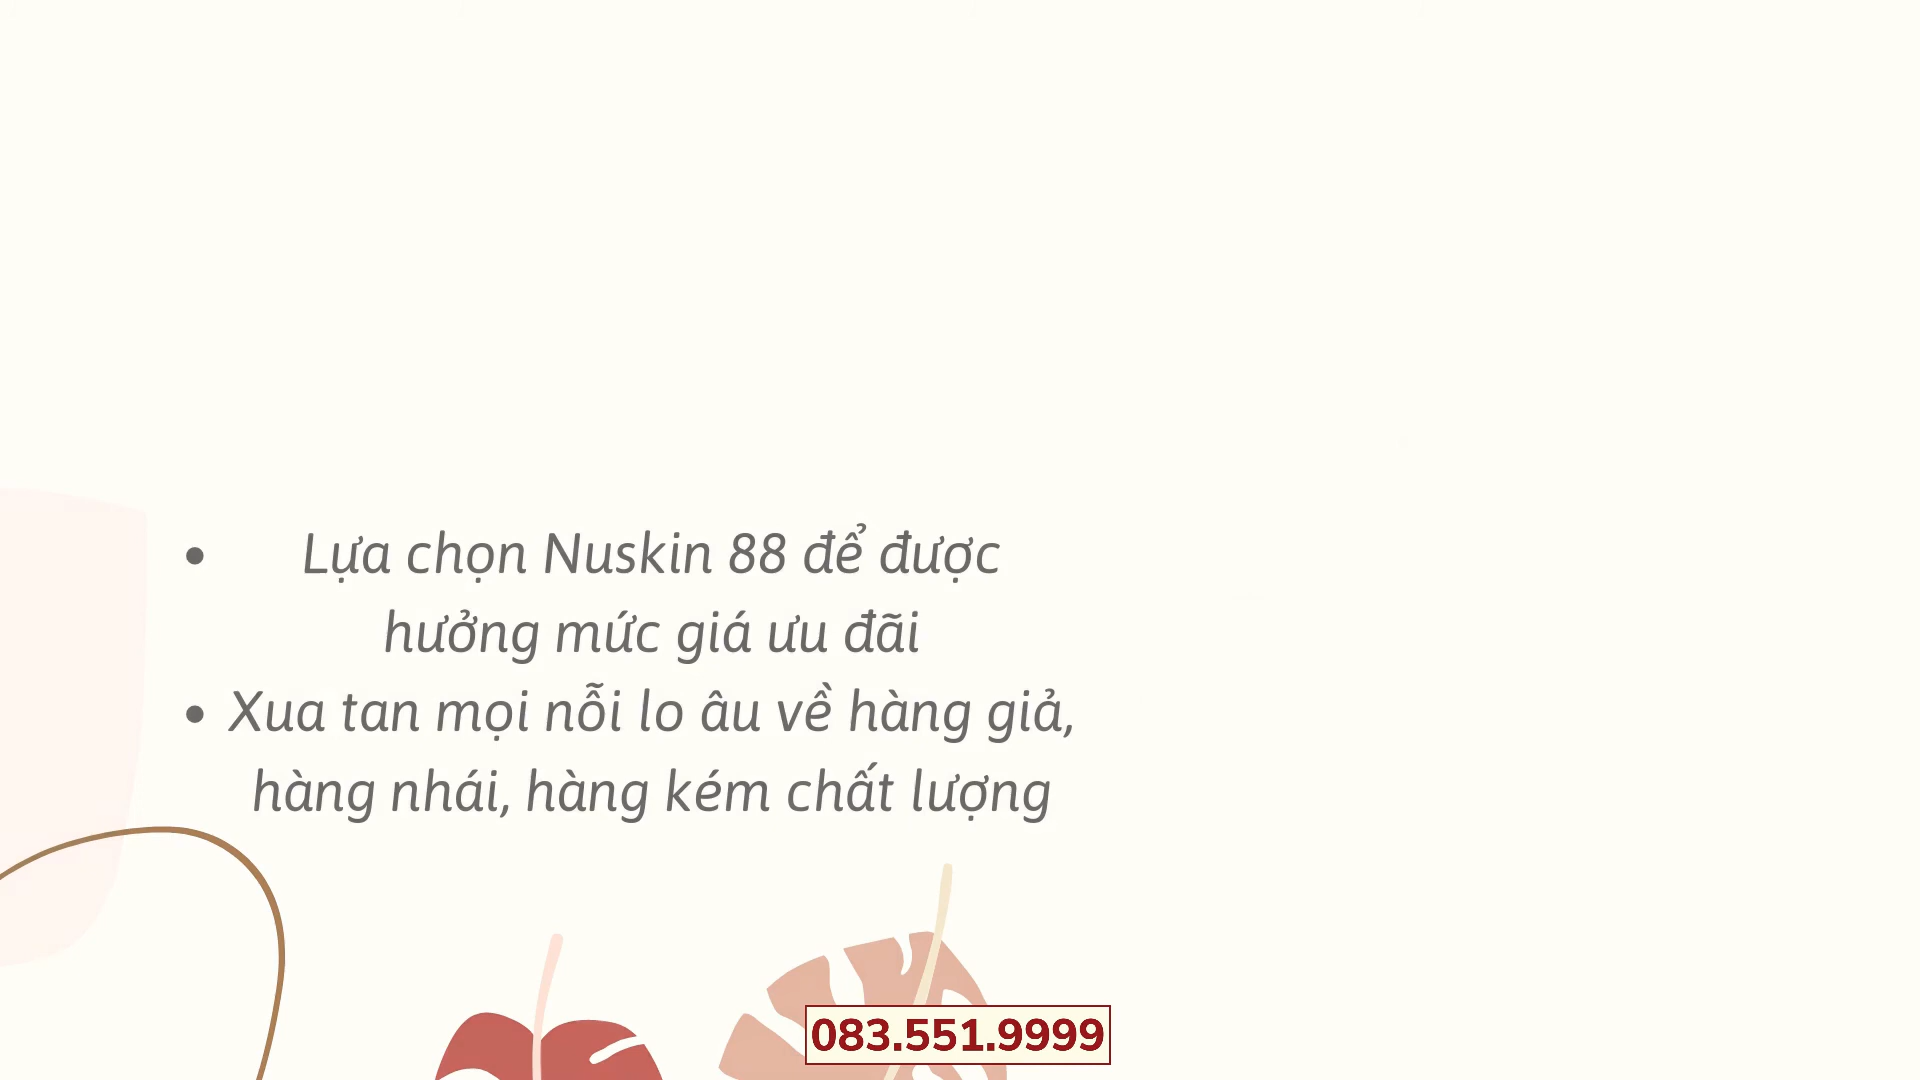 • Lựa chọn Nuskin 88 để được
hưởng mức giá ưu đãi
• Xua tan mọi nỗi lo âu về hàng giả,
hàng nhái, hàng kém chất lượng
083.551.9999